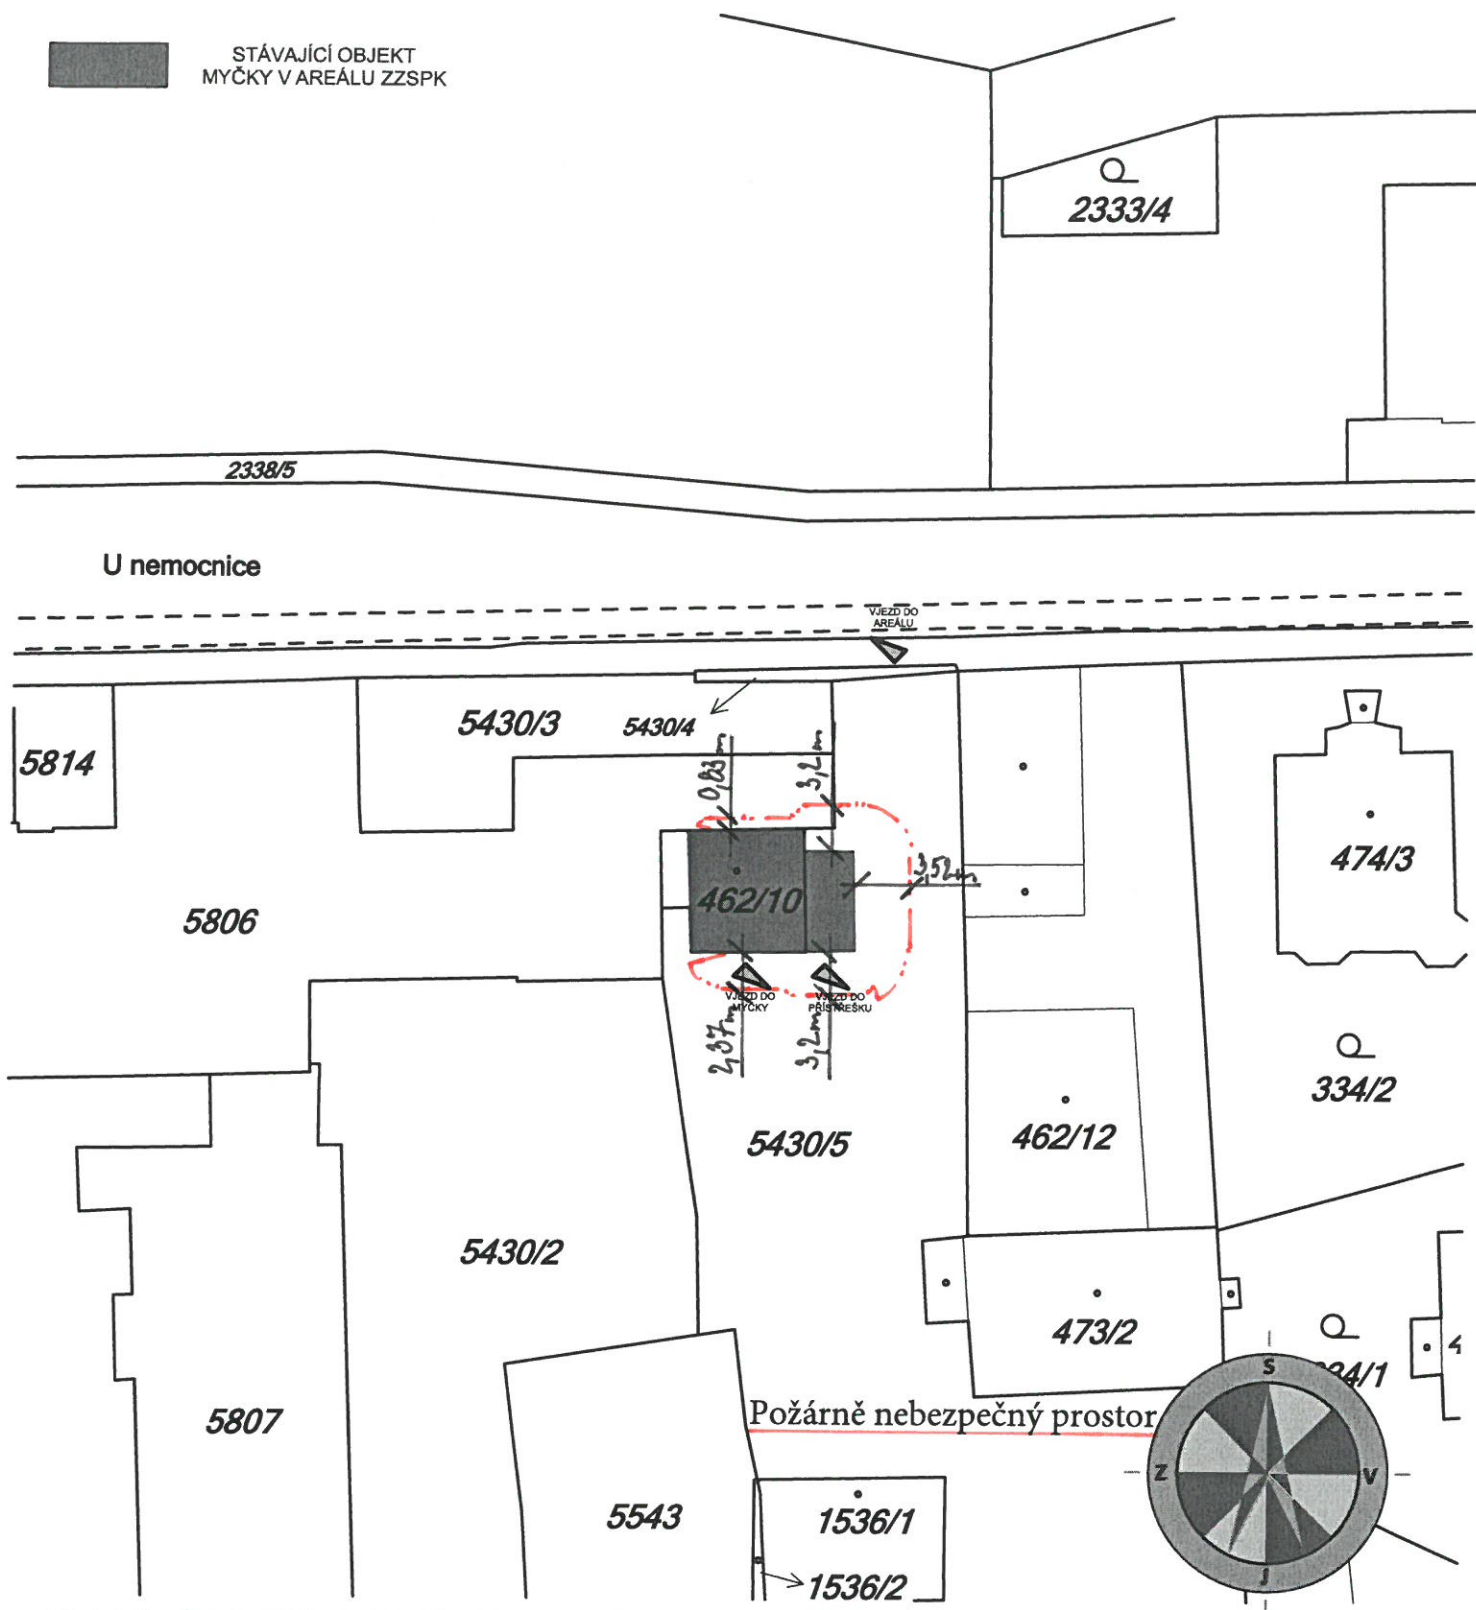 STÁVAJÍCÍ OBJEKT
MYČKY V AREÁLU ZZSPK
2333/4
2338/5
U nemocnice
VJEZD DO
AREÁLU
5430/3
5430/4
5814
0,83m
3,2m
474/3
3,52m
462/10
5806
VJEZD DO
MYČKY
VJEZD DO
PŘÍSTŘEŠKU
2,37m
3,2m
334/2
462/12
5430/5
5430/2
473/2
4
334/1
S
Požárně nebezpečný prostor
5807
Z
V
5543
1536/1
J
1536/2